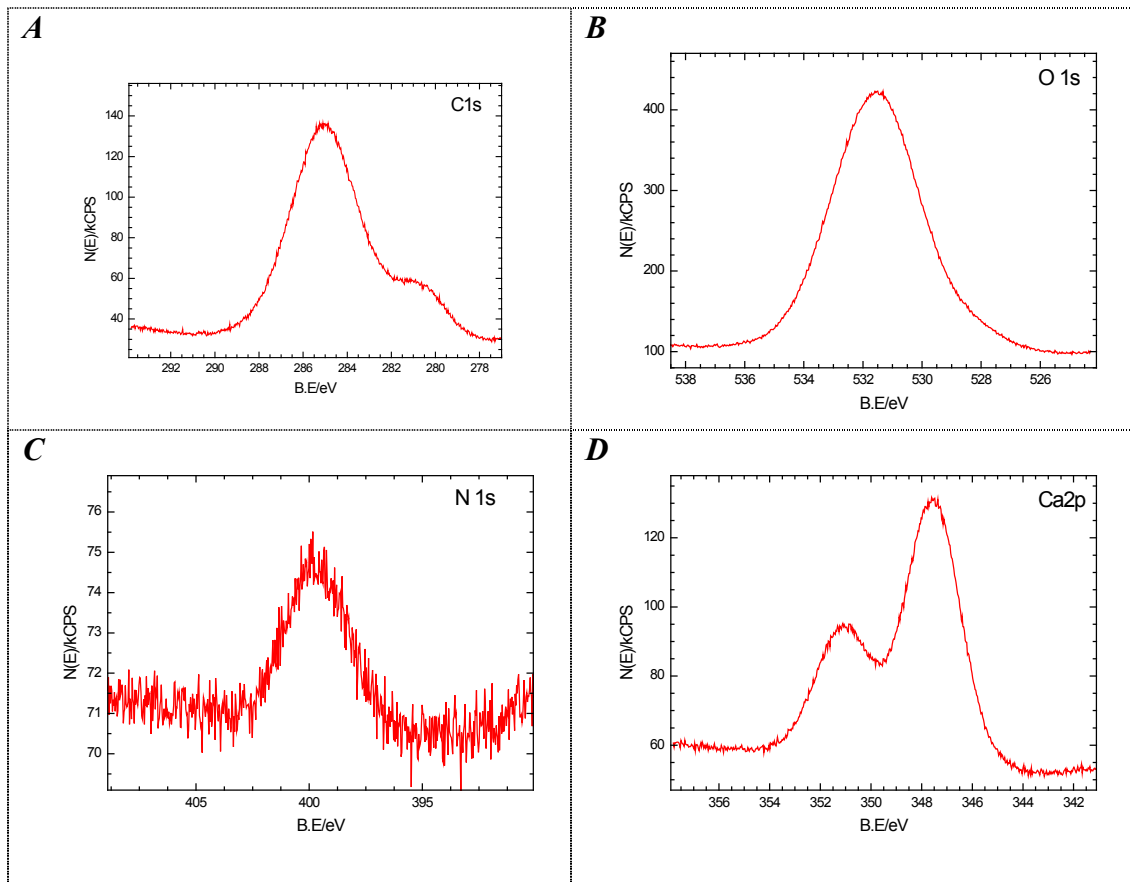 A
C1s
N(E)/kCPS
140
120
100
80
60
40
292 290 288 286 284 282 280 278
B.E/eV
B
O 1s
N(E)/kCPS
400
300
200
100
538 536 534 532 530 528 526
B.E/eV
C
N 1s
N(E)/kCPS
76
75
74
73
72
71
70
405 400 395
B.E/eV
D
Ca2p
N(E)/kCPS
120
100
80
60
356 354 352 350 348 346 344 342
B.E/eV